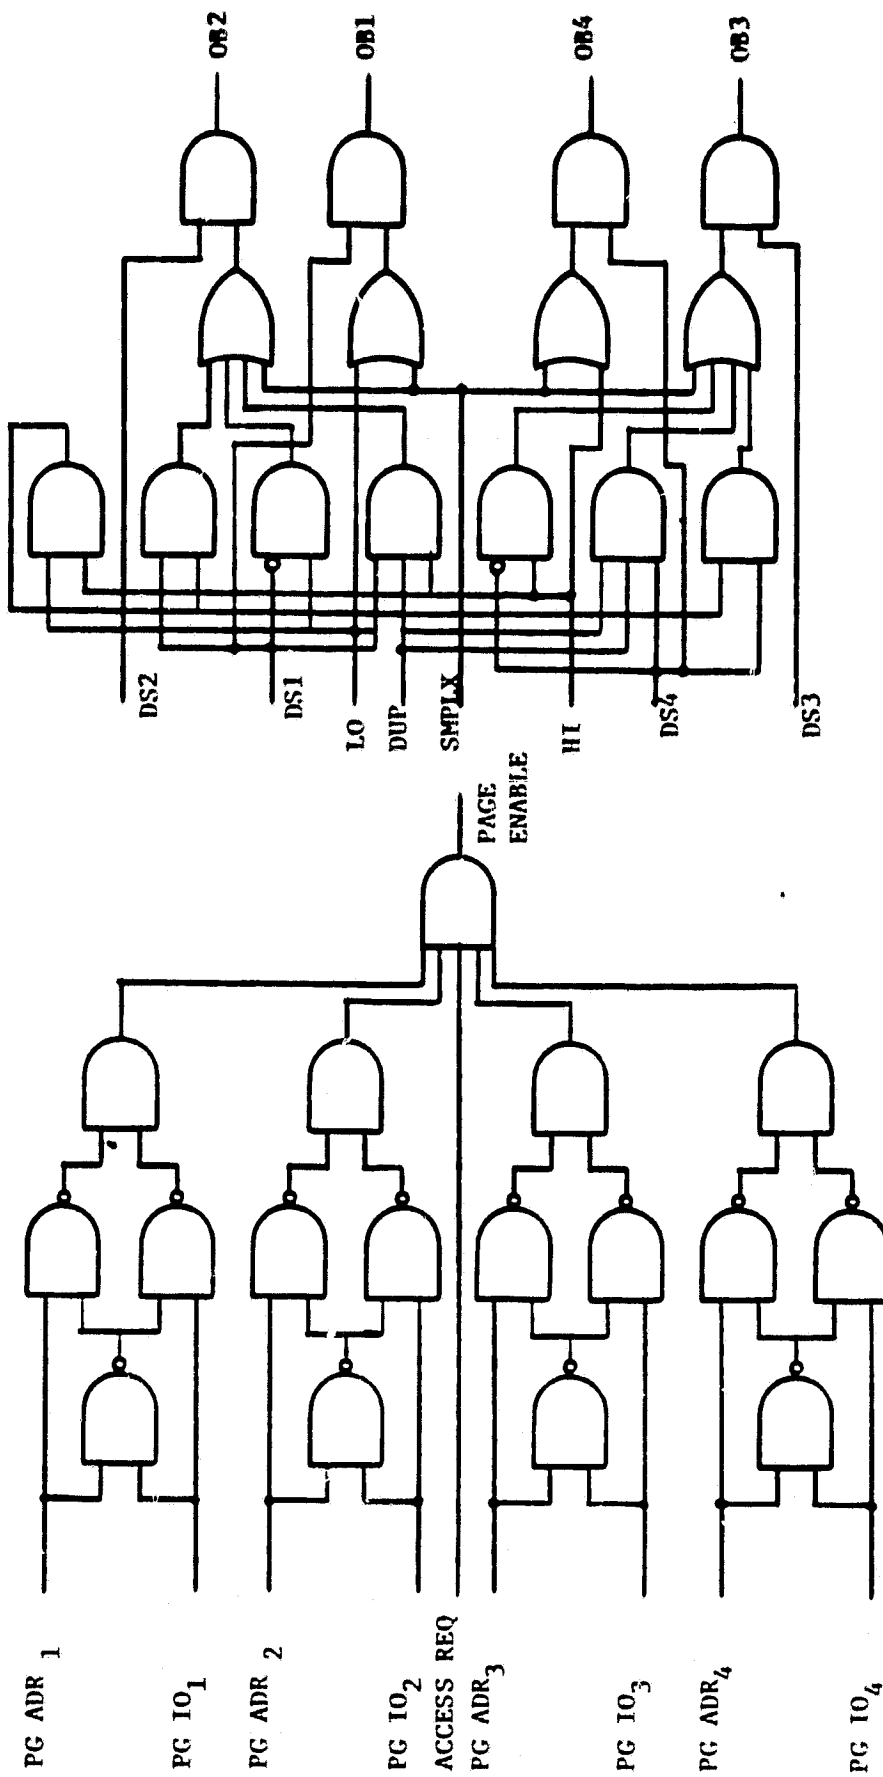 OB2
OB1
OB4
OB3
DS2
DS1
LO
DUP
SMPLX
HI
DS4
DS3
PAGE
ENABLE
PG ADR 1
PG IO1
PG ADR 2
PG IO2
ACCESS REQ
PG ADR3
PG IO3
PG ADR4
PG IO4